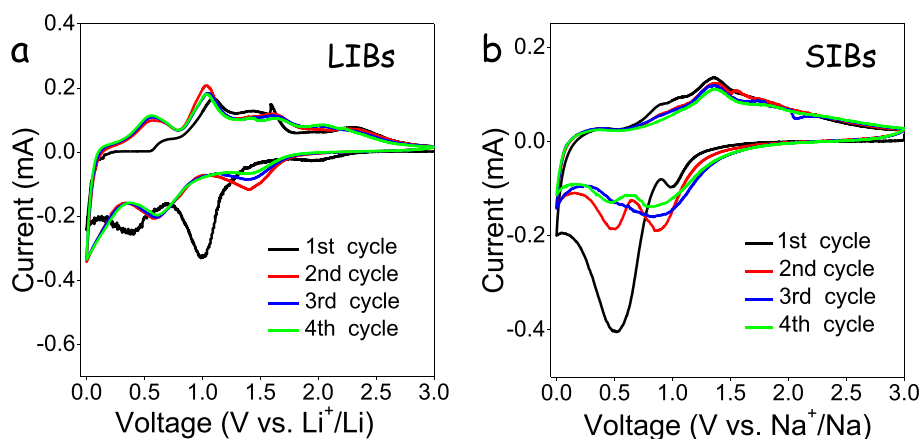 a
LIBs
0.4
0.2
0.0
-0.2
-0.4
-0.6
Current (mA)
1st cycle
2nd cycle
3rd cycle
4th cycle
0.0 0.5 1.0 1.5 2.0 2.5 3.0
Voltage (V vs. Li⁺/Li)
b
SIBs
0.2
0.0
-0.2
-0.4
Current (mA)
1st cycle
2nd cycle
3rd cycle
4th cycle
0.0 0.5 1.0 1.5 2.0 2.5 3.0
Voltage (V vs. Na⁺/Na)